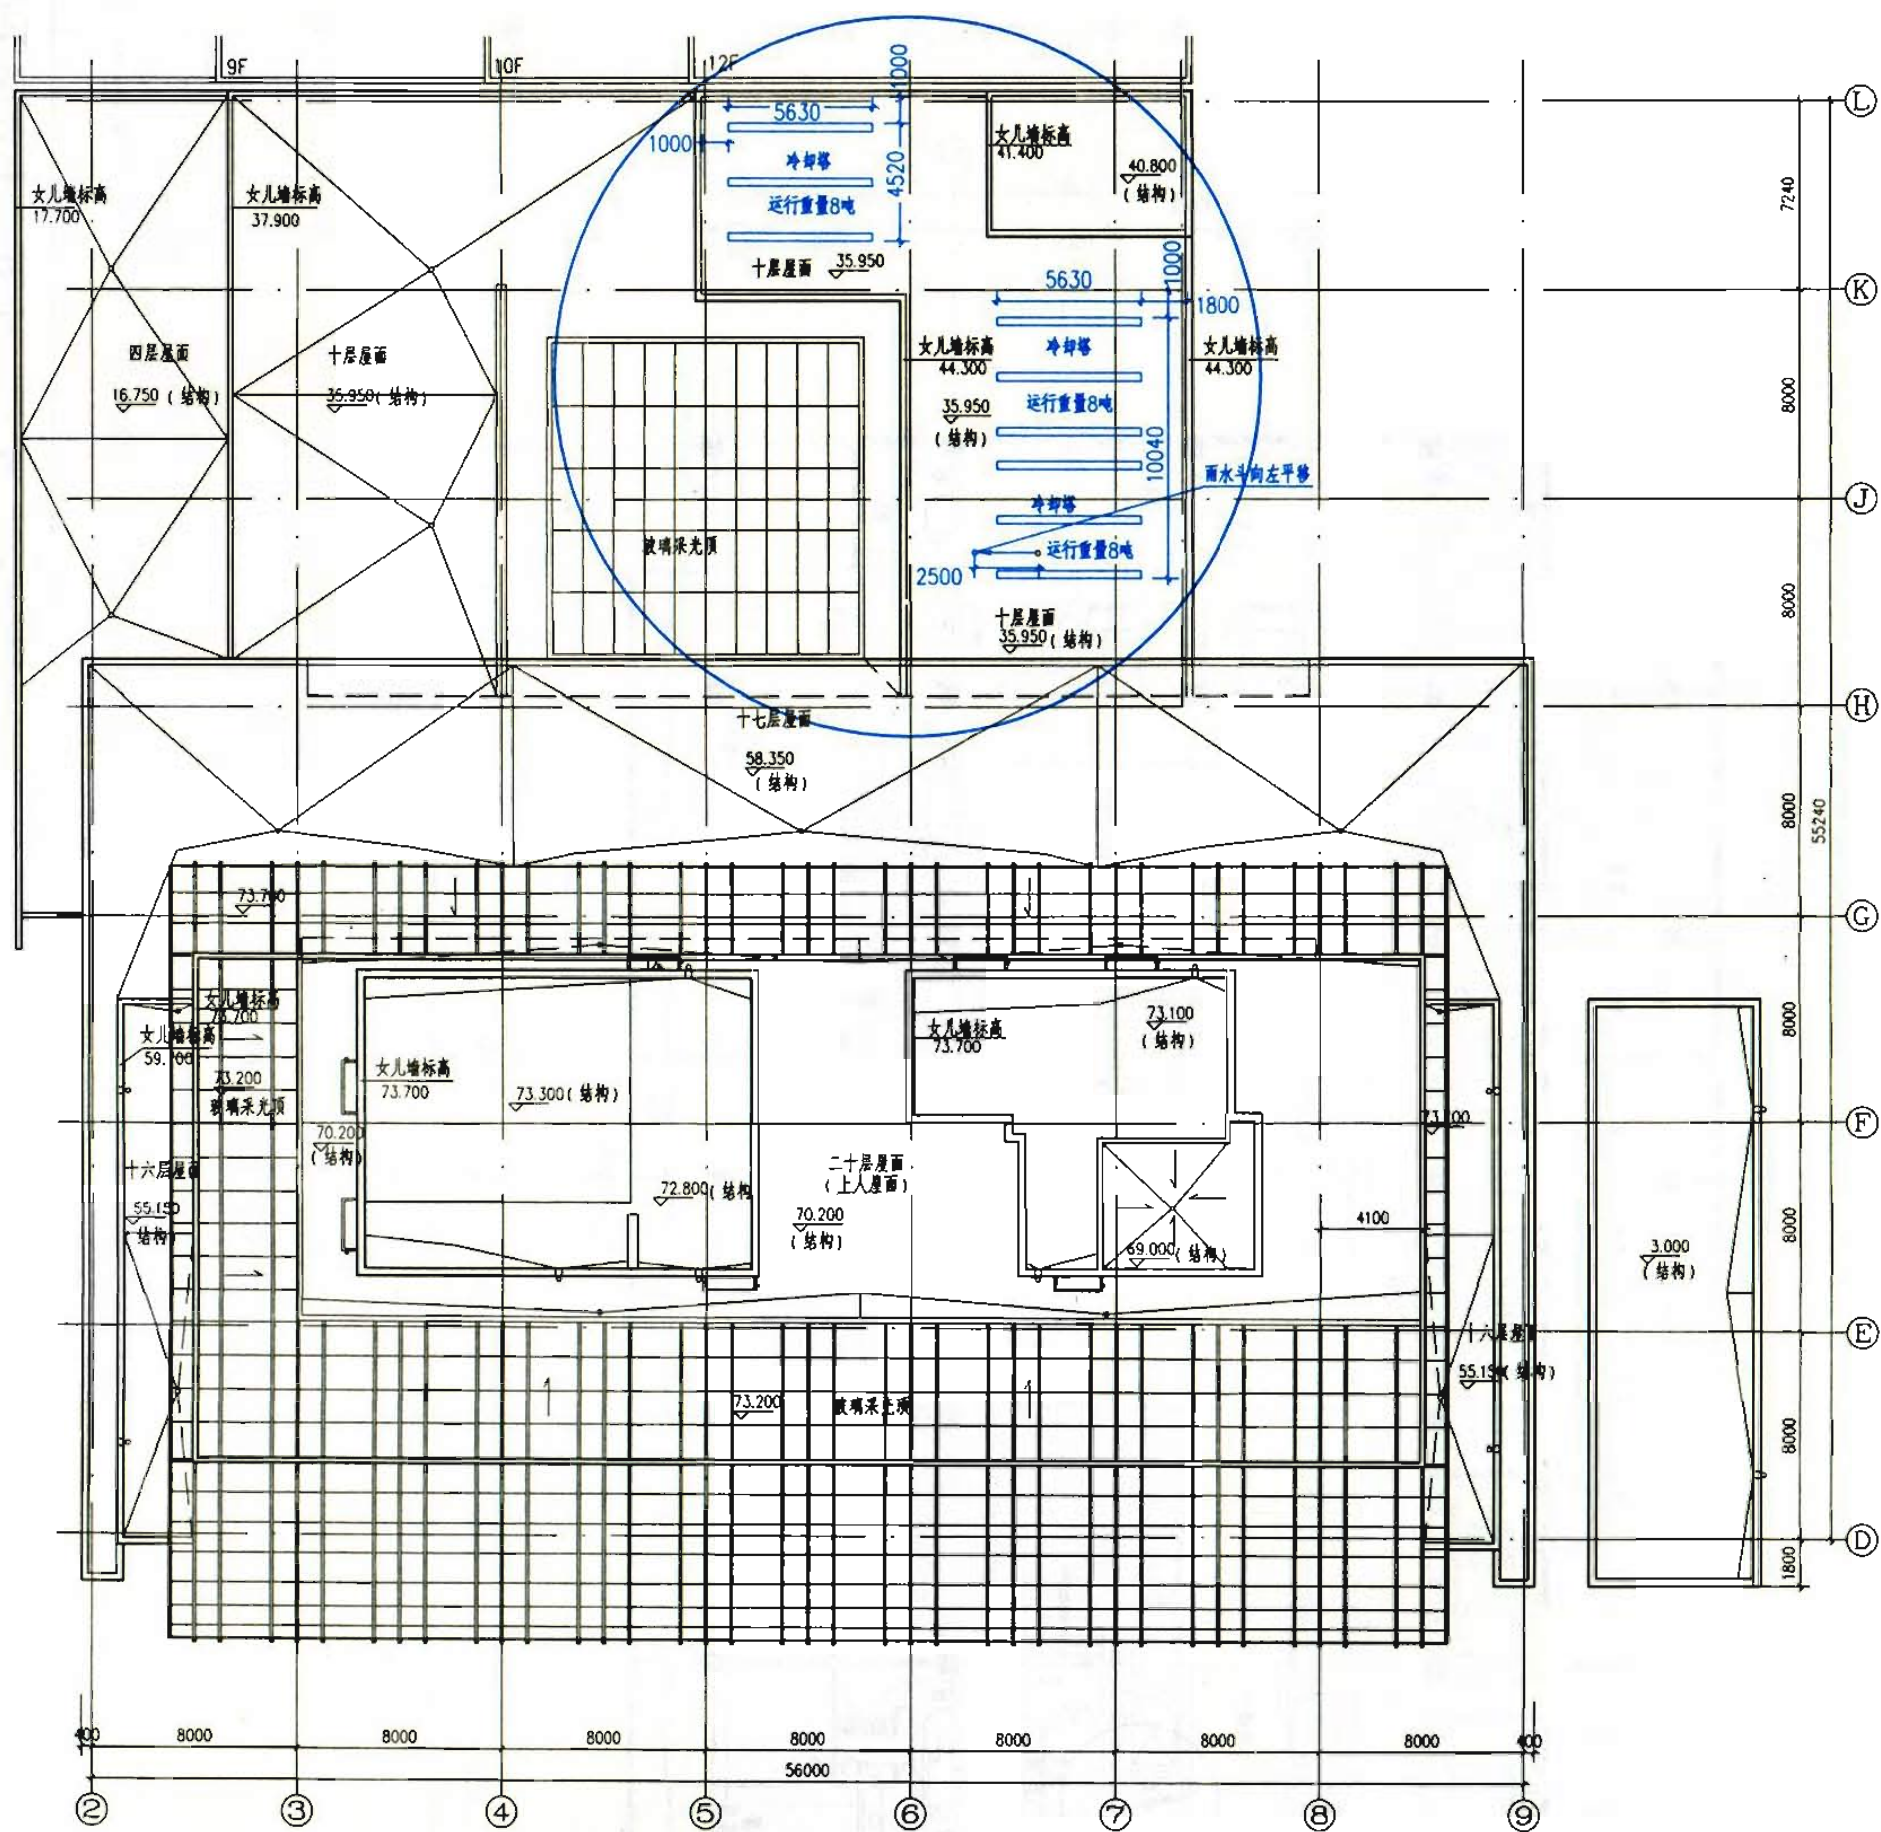 9F
10F
12F
1000
L
5630
1000
女儿墙标高
41.400
冷却塔
4520
40.800
(结构)
女儿墙标高
17.700
女儿墙标高
37.900
运行重量8吨
7240
十层屋面
35.950
1000
5630
K
1800
四层屋面
十层屋面
女儿墙标高
44.300
冷却塔
女儿墙标高
44.300
16.750(结构)
35.950(结构)
35.950
(结构)
运行重量8吨
8000
10040
雨水斗向左平移
J
冷却塔
玻璃采光顶
运行重量8吨
2500
8000
十层屋面
35.950(结构)
H
十七层屋面
58.350
(结构)
8000
55240
73.700
G
女儿墙标高
女儿墙标高
女儿墙标高
73.700
73.100
(结构)
8000
73.200
玻璃采光顶
女儿墙标高
73.700
73.300(结构)
F
70.200
(结构)
十六层屋面
二十层屋面
(上人屋面)
72.800(结构
55.150
(结构)
70.200
(结构)
4100
8000
69.000(结构)
3.000
(结构)
E
73.200
玻璃采光顶
8000
D
1800
400
8000
8000
8000
8000
8000
8000
8000
400
56000
2
3
4
5
6
7
8
9